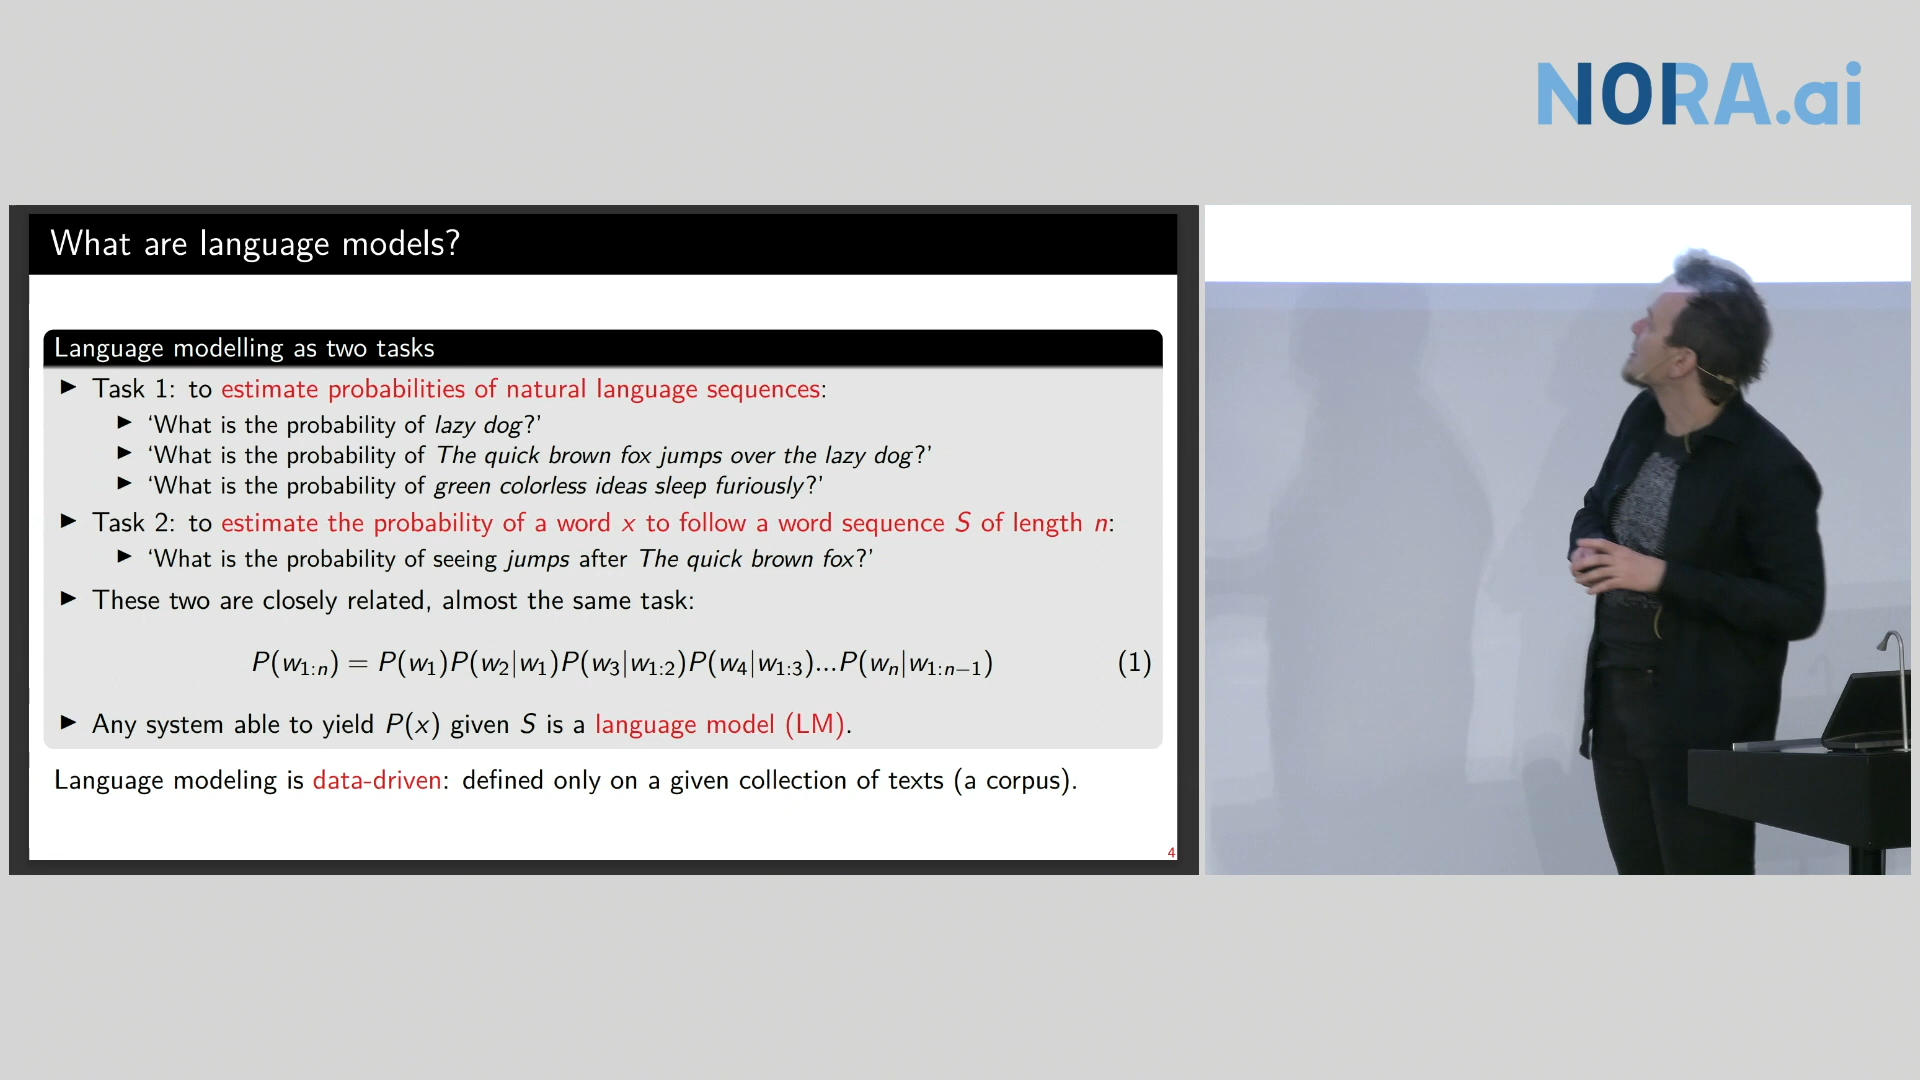 NORA.ai
What are language models?
Language modelling as two tasks
▶ Task 1: to estimate probabilities of natural language sequences:
▶ ‘What is the probability of lazy dog?’
▶ ‘What is the probability of The quick brown fox jumps over the lazy dog?’
▶ ‘What is the probability of green colorless ideas sleep furiously?’
▶ Task 2: to estimate the probability of a word x to follow a word sequence S of length n:
▶ ‘What is the probability of seeing jumps after The quick brown fox?’
▶ These two are closely related, almost the same task:
P(w₁:ₙ) = P(w₁)P(w₂|w₁)P(w₃|w₁:₂)P(w₄|w₁:₃)...P(wₙ|w₁:ₙ₋₁) (1)
▶ Any system able to yield P(x) given S is a language model (LM).
Language modeling is data-driven: defined only on a given collection of texts (a corpus).
4